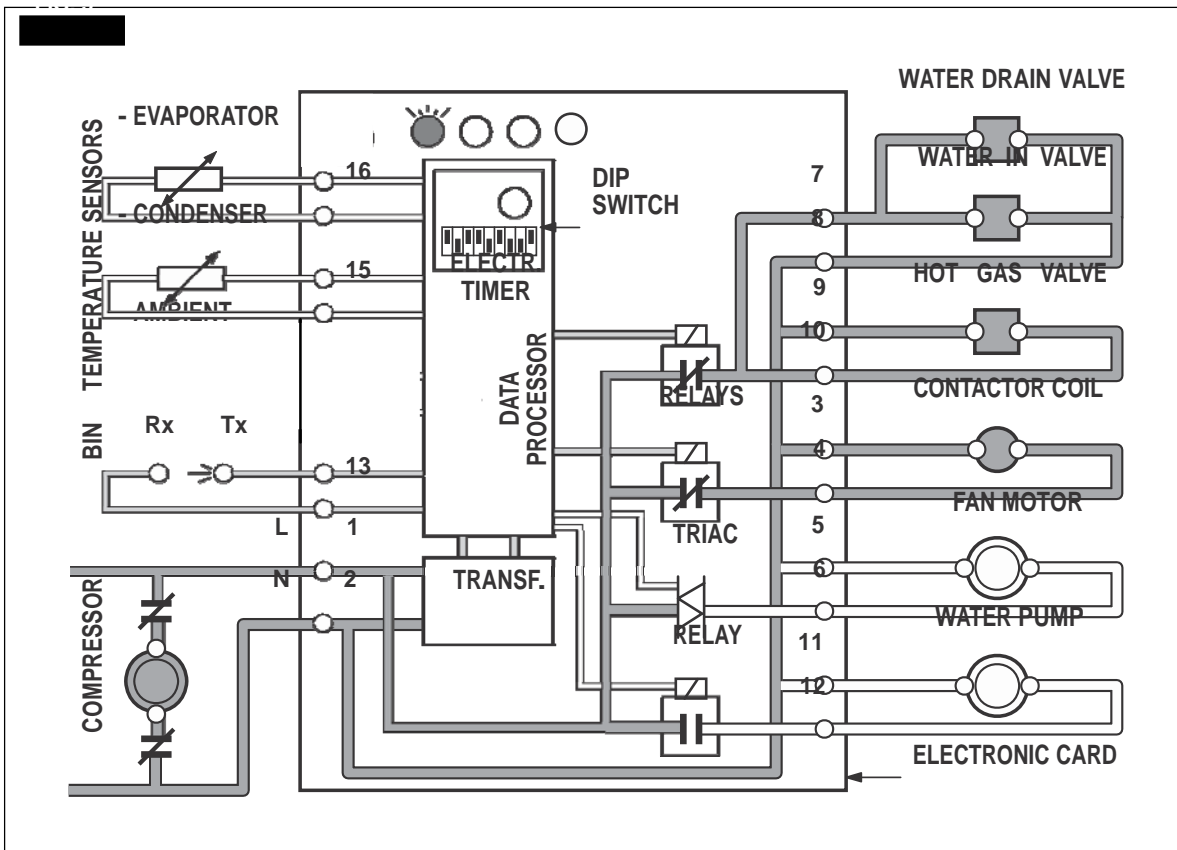 WATER DRAIN VALVE
- EVAPORATOR
WATER IN VALVE
16
7
DIP
SWITCH
- CONDENSER
8
TEMPERATURE SENSORS
15
ELECTR.
TIMER
HOT GAS VALVE
9
AMBIENT
10
DATA
PROCESSOR
RELAYS
CONTACTOR COIL
3
BIN
Rx
Tx
4
13
FAN MOTOR
L
1
TRIAC
5
N
2
TRANSF.
6
COMPRESSOR
WATER PUMP
RELAY
11
12
ELECTRONIC CARD